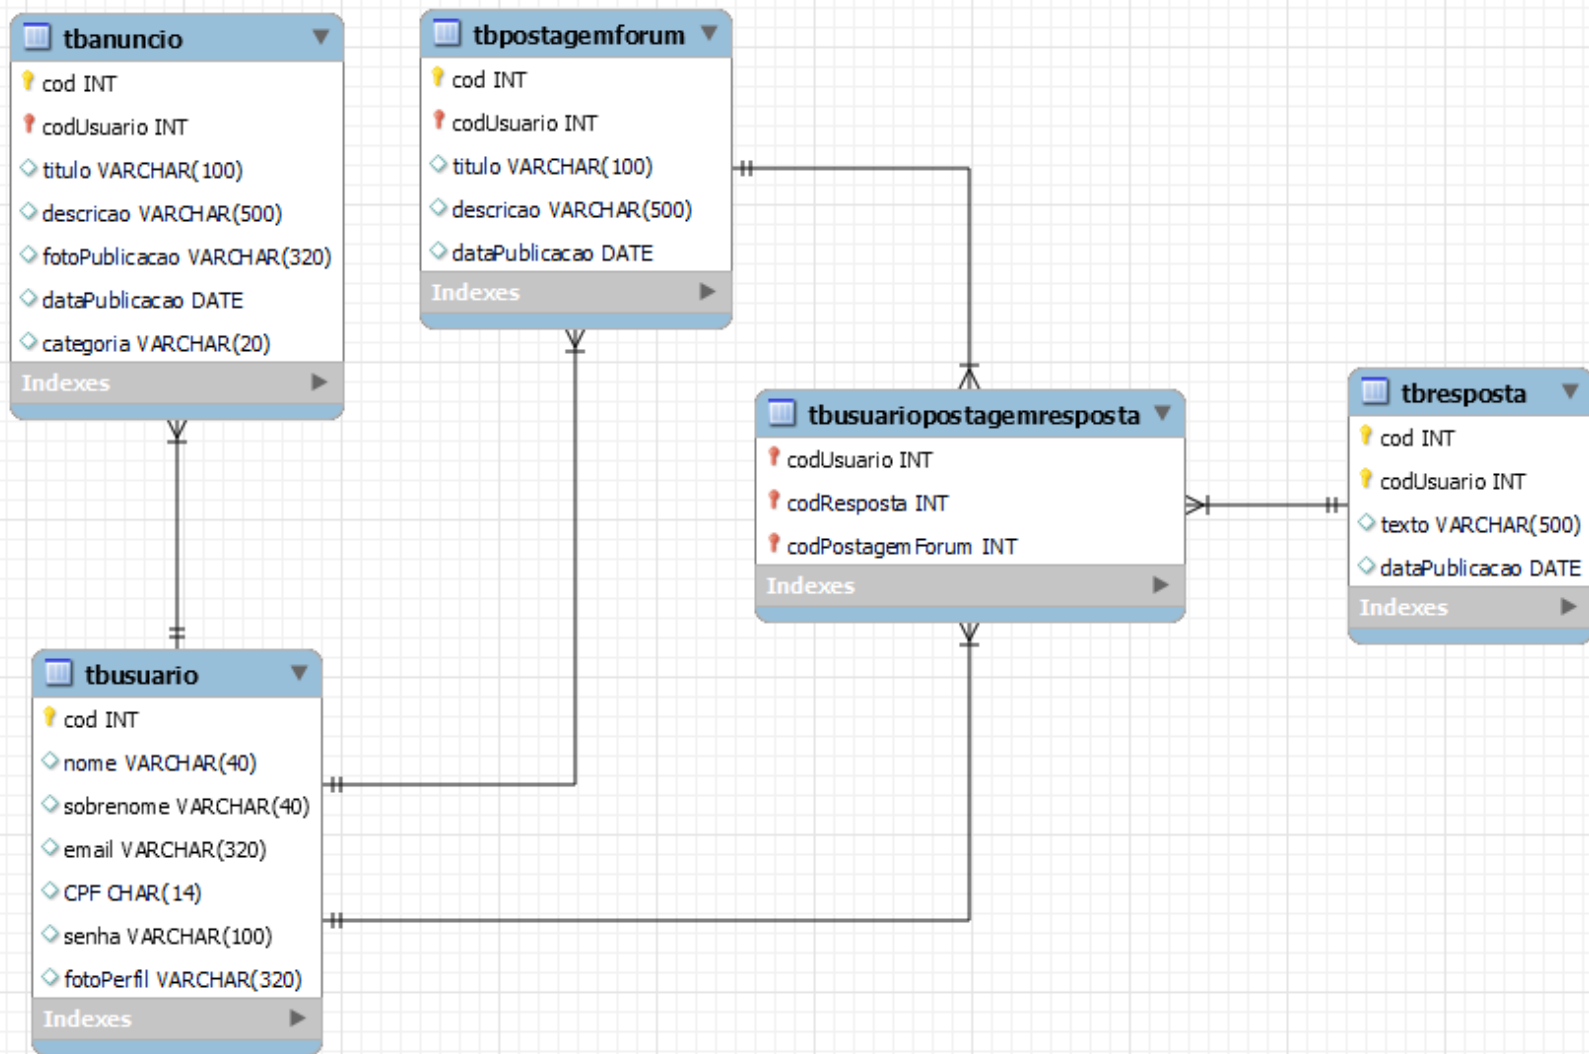 tbanuncio
cod INT
codUsuario INT
titulo VARCHAR(100)
descricao VARCHAR(500)
fotoPublicacao VARCHAR(320)
dataPublicacao DATE
categoria VARCHAR(20)
Indexes
tbpostagemforum
cod INT
codUsuario INT
titulo VARCHAR(100)
descricao VARCHAR(500)
dataPublicacao DATE
Indexes
tbusuariopostagemresposta
codUsuario INT
codResposta INT
codPostagemForum INT
Indexes
tbresposta
cod INT
codUsuario INT
texto VARCHAR(500)
dataPublicacao DATE
Indexes
tbusuario
cod INT
nome VARCHAR(40)
sobrenome VARCHAR(40)
email VARCHAR(320)
CPF CHAR(14)
senha VARCHAR(100)
fotoPerfil VARCHAR(320)
Indexes